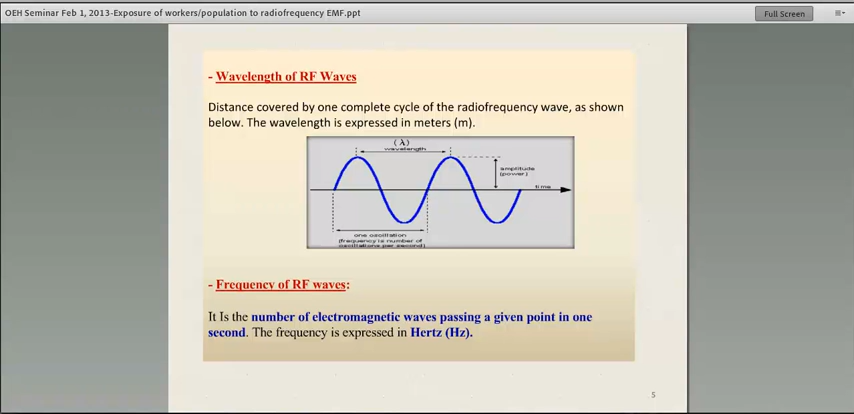 OEH Seminar Feb 1, 2013-Exposure of workers/population to radiofrequency EMF.ppt
Full Screen
- Wavelength of RF Waves
Distance covered by one complete cycle of the radiofrequency wave, as shown
below. The wavelength is expressed in meters (m).
(λ)
wavelength
amplitude
(power)
time
one oscillation
(frequency is number of
oscillations per second)
- Frequency of RF waves:
It Is the number of electromagnetic waves passing a given point in one
second. The frequency is expressed in Hertz (Hz).
5